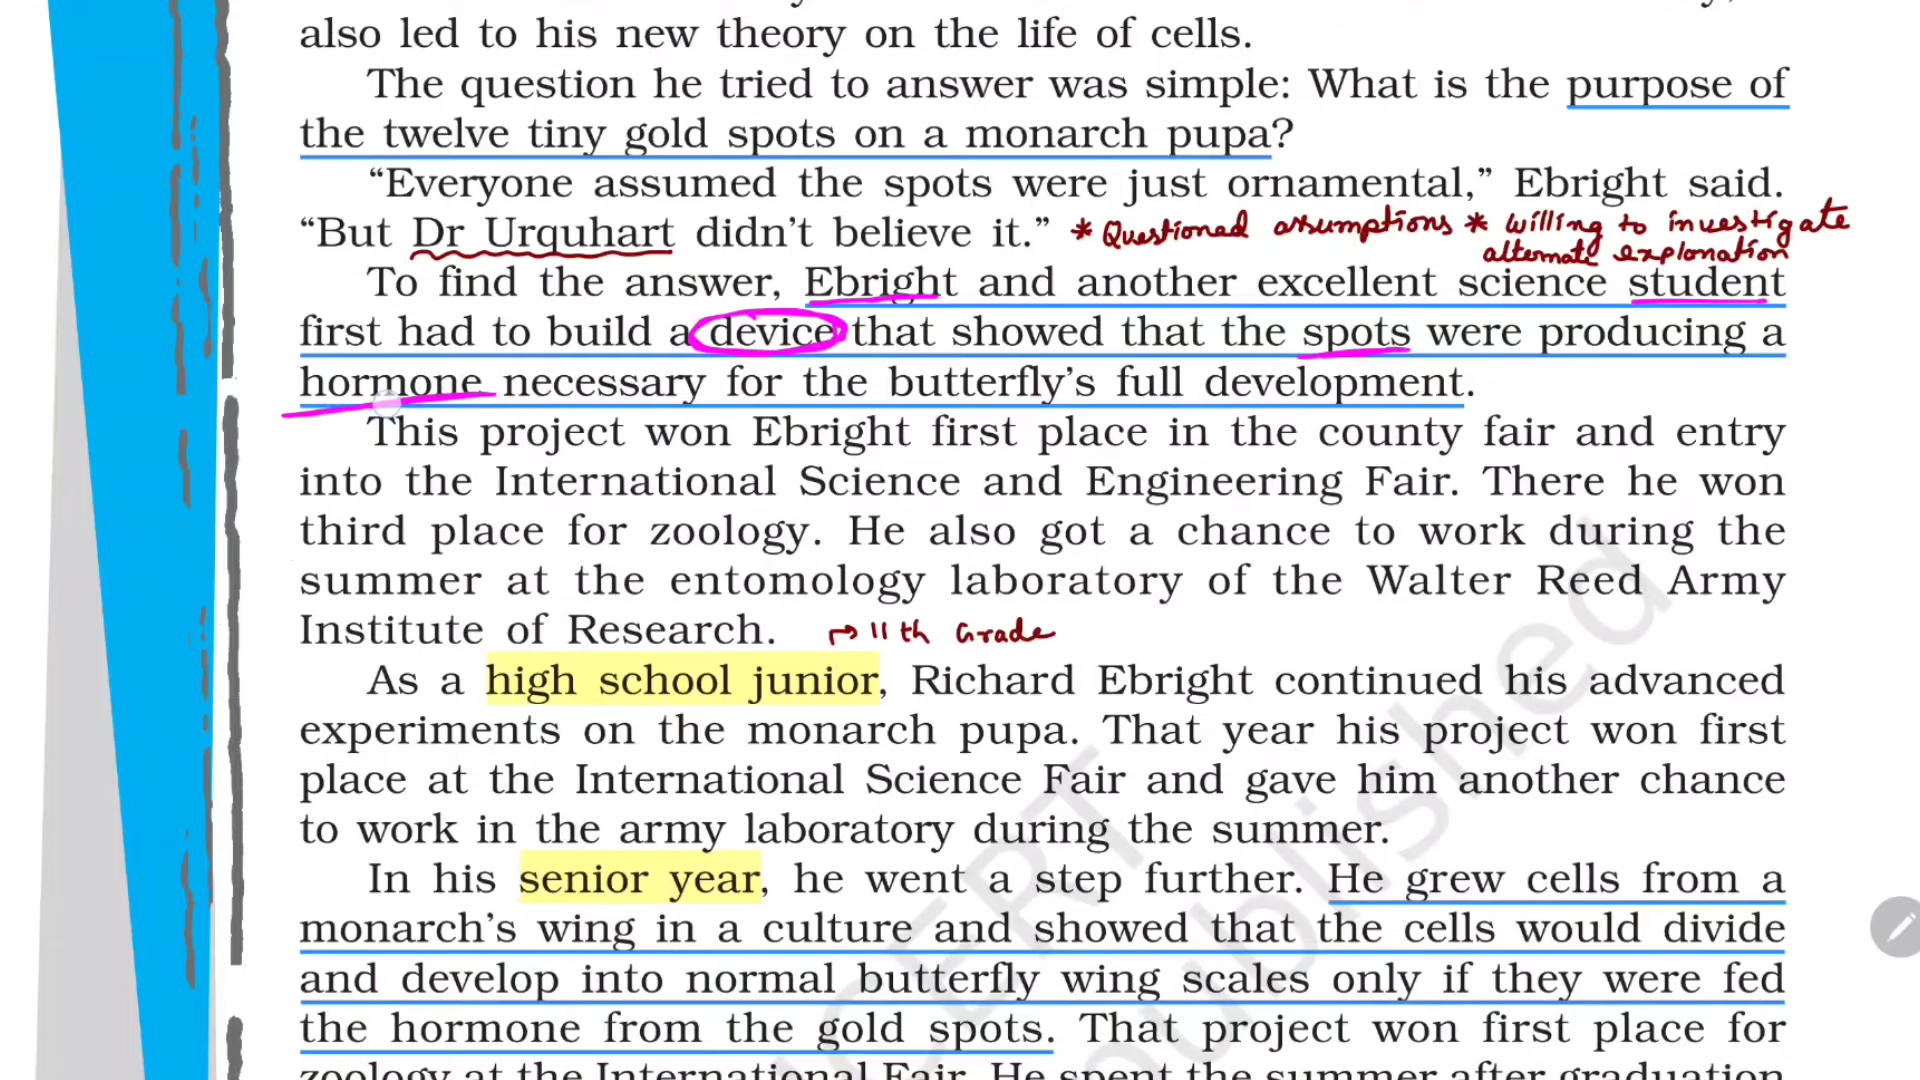 also led to his new theory on the life of cells.
The question he tried to answer was simple: What is the purpose of
the twelve tiny gold spots on a monarch pupa?
“Everyone assumed the spots were just ornamental,” Ebright said.
“But Dr Urquhart didn’t believe it.” * Questioned assumptions * willing to investigate
alternate explanation
To find the answer, Ebright and another excellent science student
first had to build a device that showed that the spots were producing a
hormone necessary for the butterfly’s full development.
This project won Ebright first place in the county fair and entry
into the International Science and Engineering Fair. There he won
third place for zoology. He also got a chance to work during the
summer at the entomology laboratory of the Walter Reed Army
Institute of Research. → 11th Grade
As a high school junior, Richard Ebright continued his advanced
experiments on the monarch pupa. That year his project won first
place at the International Science Fair and gave him another chance
to work in the army laboratory during the summer.
In his senior year, he went a step further. He grew cells from a
monarch’s wing in a culture and showed that the cells would divide
and develop into normal butterfly wing scales only if they were fed
the hormone from the gold spots. That project won first place for
zoology at the International Fair. He spent the summer after graduation